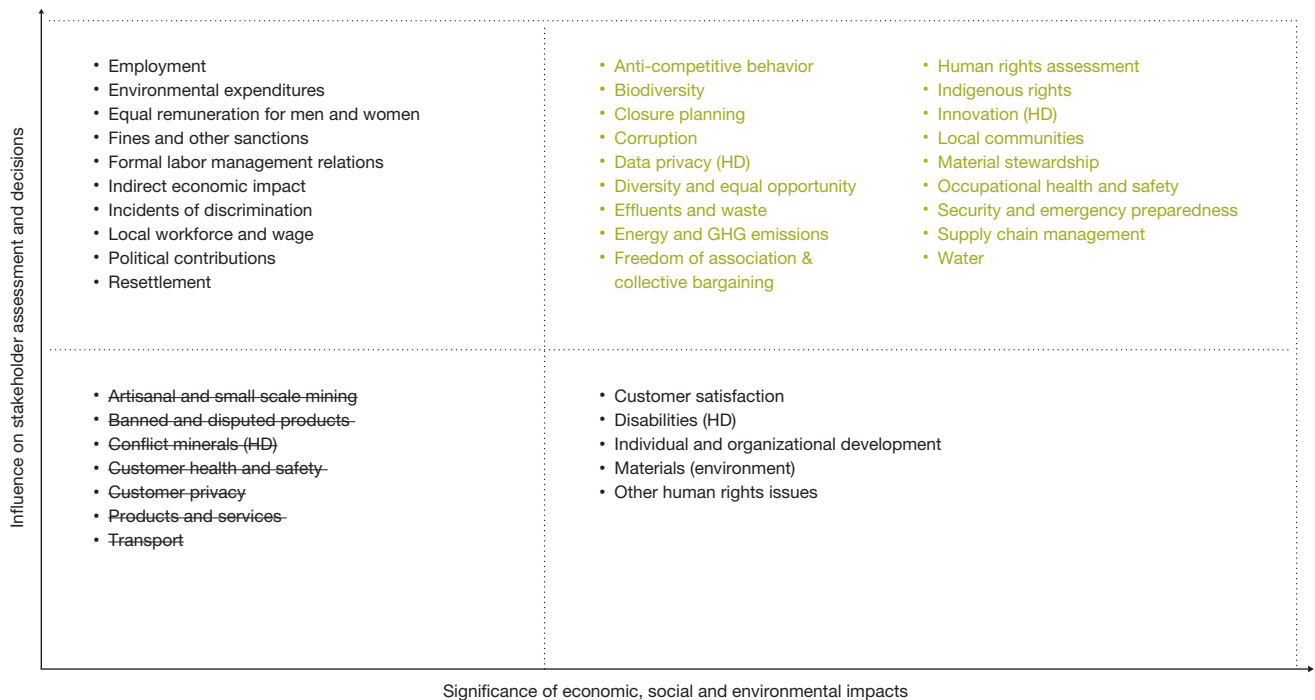 Influence on stakeholder assessment and decisions
• Employment
• Environmental expenditures
• Equal remuneration for men and women
• Fines and other sanctions
• Formal labor management relations
• Indirect economic impact
• Incidents of discrimination
• Local workforce and wage
• Political contributions
• Resettlement
• Anti-competitive behavior
• Biodiversity
• Closure planning
• Corruption
• Data privacy (HD)
• Diversity and equal opportunity
• Effluents and waste
• Energy and GHG emissions
• Freedom of association &
collective bargaining
• Human rights assessment
• Indigenous rights
• Innovation (HD)
• Local communities
• Material stewardship
• Occupational health and safety
• Security and emergency preparedness
• Supply chain management
• Water
• Artisanal and small scale mining
• Banned and disputed products
• Conflict minerals (HD)
• Customer health and safety
• Customer privacy
• Products and services
• Transport
• Customer satisfaction
• Disabilities (HD)
• Individual and organizational development
• Materials (environment)
• Other human rights issues
Significance of economic, social and environmental impacts